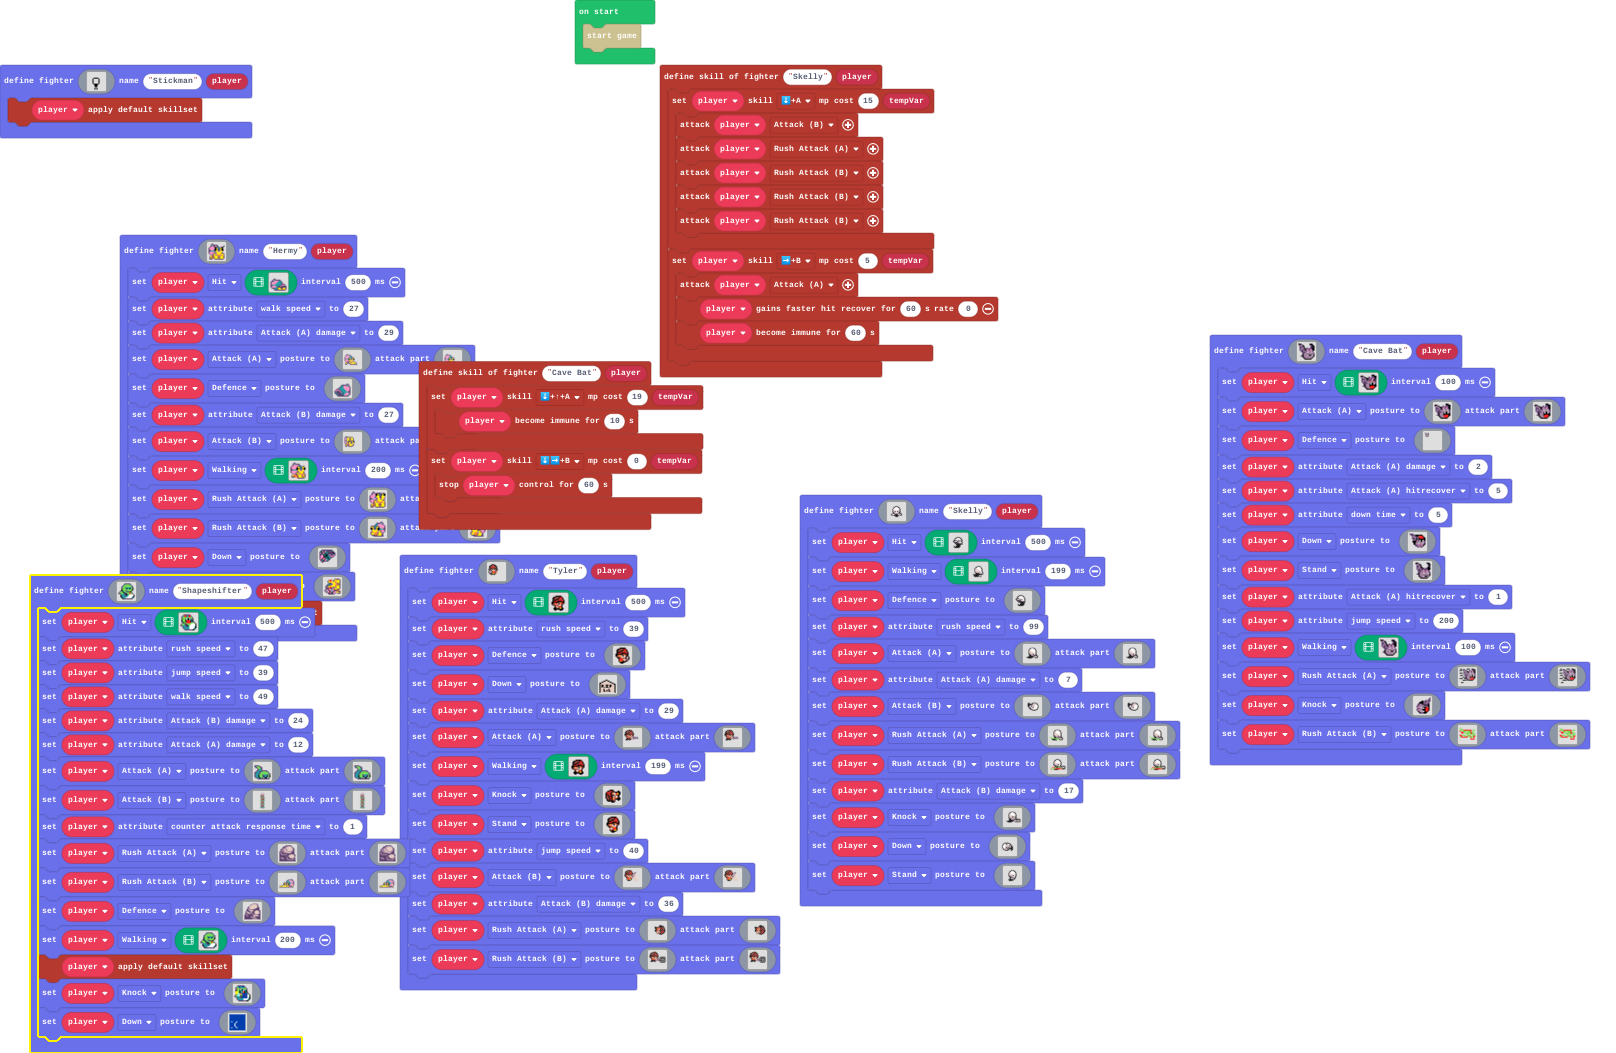 on start
start game
define fighter name "Stickman" player
player apply default skillset
define skill of fighter "Skelly" player
set player skill ⬇️+A mp cost 15 tempVar
attack player Attack (B)
attack player Rush Attack (A)
attack player Rush Attack (B)
attack player Rush Attack (B)
attack player Rush Attack (B)
set player skill ➡️+B mp cost 5 tempVar
attack player Attack (A)
player gains faster hit recover for 60 s rate 0
player become immune for 60 s
define fighter name "Hermy" player
set player Hit interval 500 ms
set player attribute walk speed to 27
set player attribute Attack (A) damage to 29
set player Attack (A) posture to attack part
set player Defence posture to
set player attribute Attack (B) damage to 27
set player Attack (B) posture to attack pa
set player Walking interval 200 ms
set player Rush Attack (A) posture to atta
set player Rush Attack (B) posture to atta
set player Down posture to
define skill of fighter "Cave Bat" player
set player skill ⬇️+↑+A mp cost 19 tempVar
player become immune for 10 s
set player skill ⬇️➡️+B mp cost 0 tempVar
stop player control for 60 s
define fighter name "Cave Bat" player
set player Hit interval 100 ms
set player Attack (A) posture to attack part
set player Defence posture to
set player attribute Attack (A) damage to 2
set player attribute Attack (A) hitrecover to 5
set player attribute down time to 5
set player Down posture to
set player Stand posture to
set player attribute Attack (A) hitrecover to 1
set player attribute jump speed to 200
set player Walking interval 100 ms
set player Rush Attack (A) posture to attack part
set player Knock posture to
set player Rush Attack (B) posture to attack part
define fighter name "Skelly" player
set player Hit interval 500 ms
set player Walking interval 199 ms
set player Defence posture to
set player attribute rush speed to 99
set player Attack (A) posture to attack part
set player attribute Attack (A) damage to 7
set player Attack (B) posture to attack part
set player Rush Attack (A) posture to attack part
set player Rush Attack (B) posture to attack part
set player attribute Attack (B) damage to 17
set player Knock posture to
set player Down posture to
set player Stand posture to
define fighter name "Tyler" player
set player Hit interval 500 ms
set player attribute rush speed to 39
set player Defence posture to
set player Down posture to
set player attribute Attack (A) damage to 29
set player Attack (A) posture to attack part
set player Walking interval 199 ms
set player Knock posture to
set player Stand posture to
set player attribute jump speed to 40
set player Attack (B) posture to attack part
set player attribute Attack (B) damage to 36
set player Rush Attack (A) posture to attack part
set player Rush Attack (B) posture to attack part
define fighter name "Shapeshifter" player
set player Hit interval 500 ms
set player attribute rush speed to 47
set player attribute jump speed to 39
set player attribute walk speed to 49
set player attribute Attack (B) damage to 24
set player attribute Attack (A) damage to 12
set player Attack (A) posture to attack part
set player Attack (B) posture to attack part
set player attribute counter attack response time to 1
set player Rush Attack (A) posture to attack part
set player Rush Attack (B) posture to attack part
set player Defence posture to
set player Walking interval 200 ms
player apply default skillset
set player Knock posture to
set player Down posture to